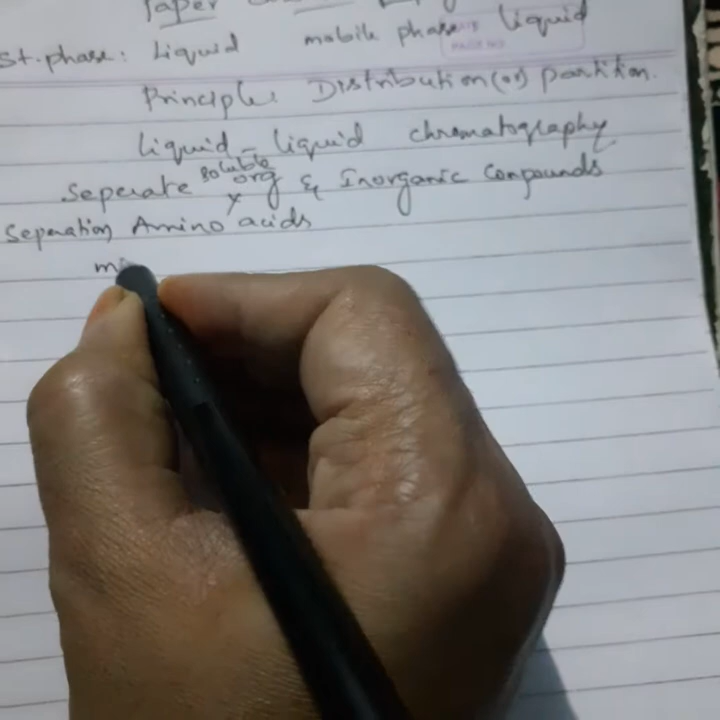 Paper
St. phase: Liquid mobile phase liquid
Principle: Distribution (or) partition.
Liquid - liquid chromatography
soluble
Seperate org & Inorganic Compounds
Seperation Amino acids
m